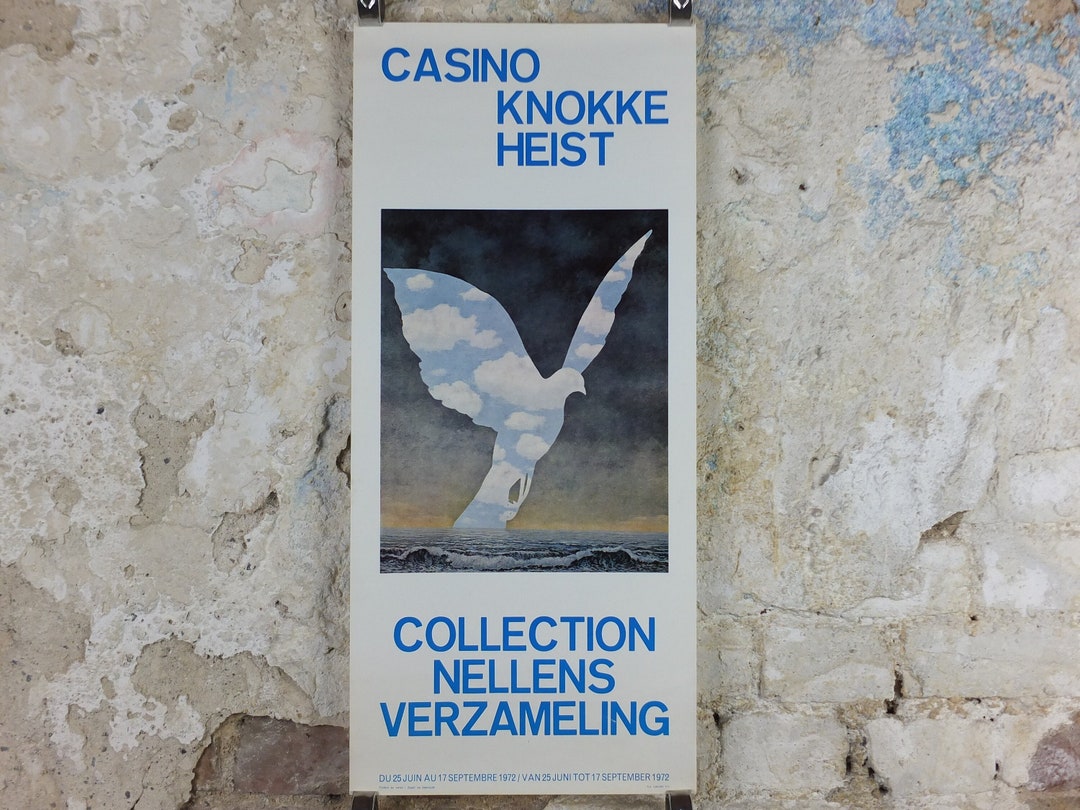 CASINO
KNOKKE
HEIST
COLLECTION
NELLENS
VERZAMELING
DU 25 JUIN AU 17 SEPTEMBRE 1972 / VAN 25 JUNI TOT 17 SEPTEMBER 1972